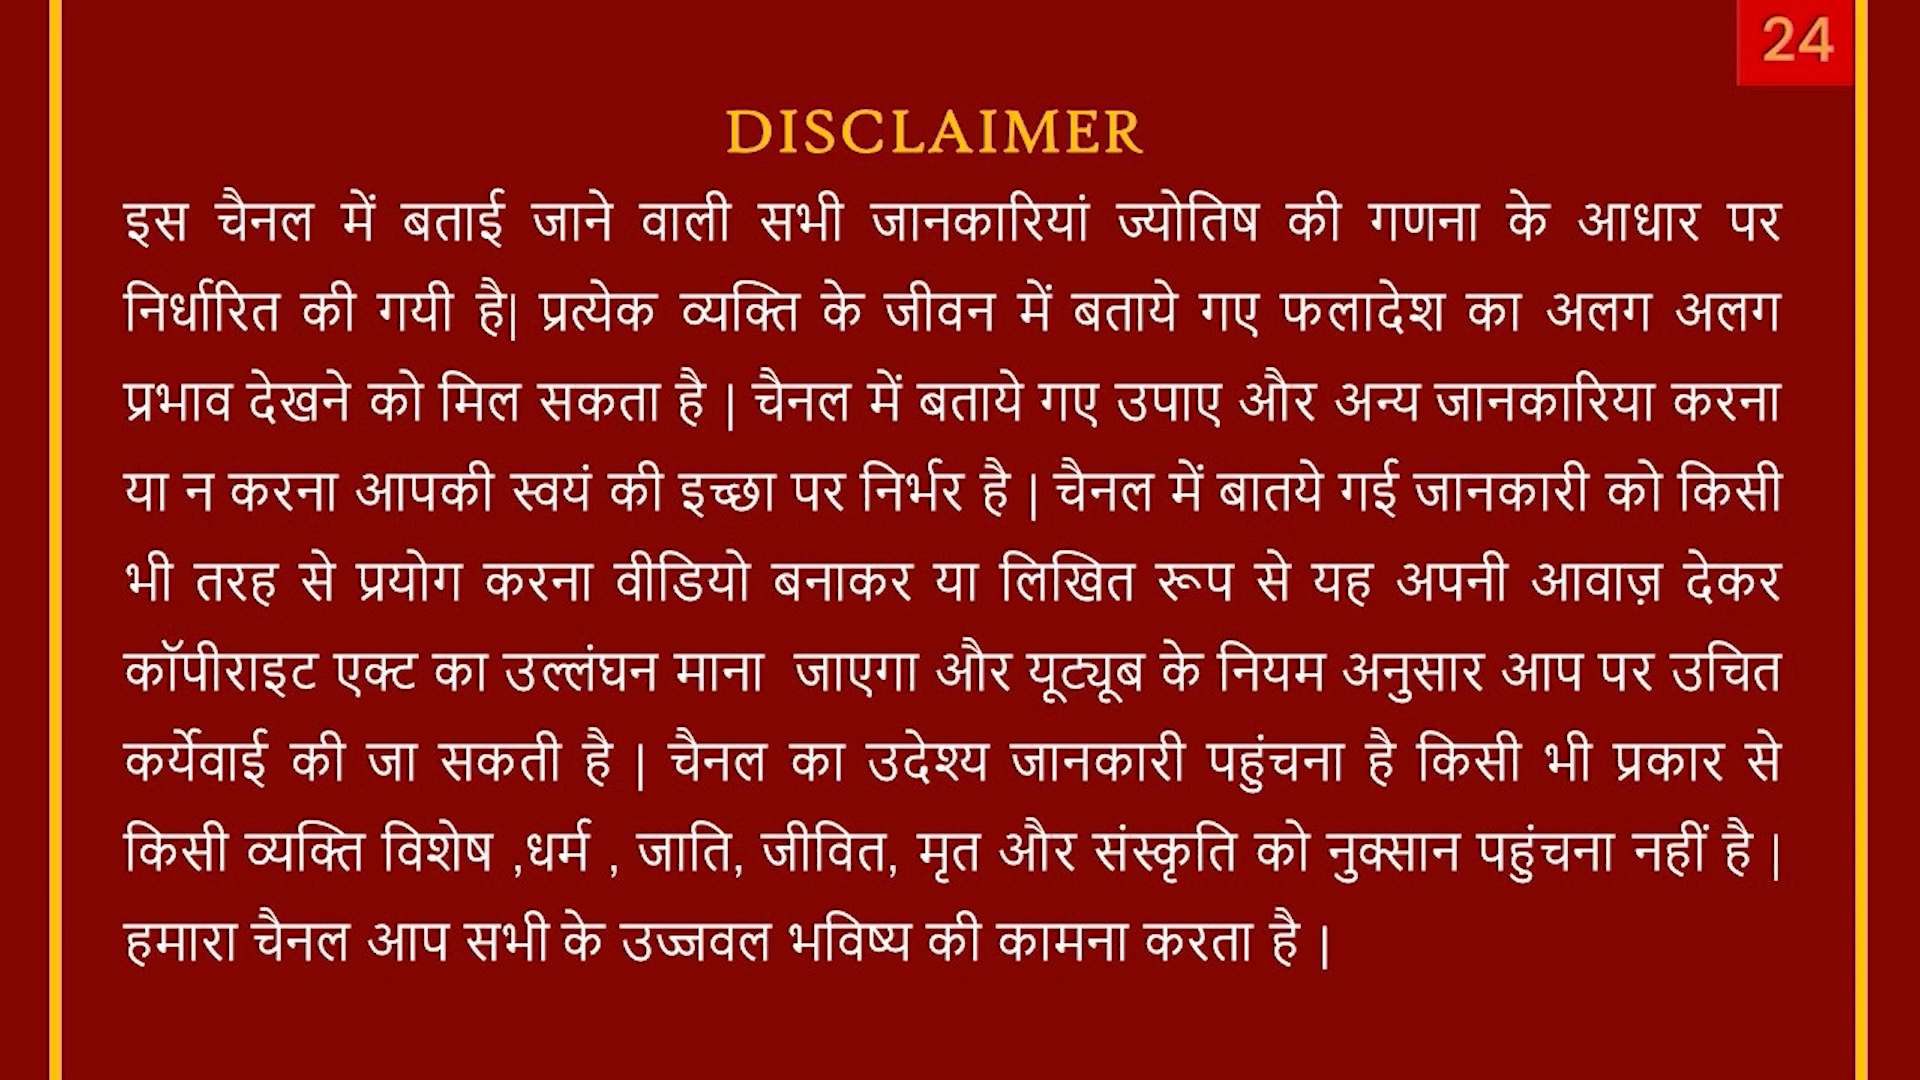 24
DISCLAIMER
इस चैनल में बताई जाने वाली सभी जानकारियां ज्योतिष की गणना के आधार पर
निर्धारित की गयी है| प्रत्येक व्यक्ति के जीवन में बताये गए फलादेश का अलग अलग
प्रभाव देखने को मिल सकता है | चैनल में बताये गए उपाए और अन्य जानकारिया करना
या न करना आपकी स्वयं की इच्छा पर निर्भर है | चैनल में बातये गई जानकारी को किसी
भी तरह से प्रयोग करना वीडियो बनाकर या लिखित रूप से यह अपनी आवाज़ देकर
कॉपीराइट एक्ट का उल्लंघन माना जाएगा और यूट्यूब के नियम अनुसार आप पर उचित
कर्येवाई की जा सकती है | चैनल का उदेश्य जानकारी पहुंचना है किसी भी प्रकार से
किसी व्यक्ति विशेष ,धर्म , जाति, जीवित, मृत और संस्कृति को नुक्सान पहुंचना नहीं है |
हमारा चैनल आप सभी के उज्जवल भविष्य की कामना करता है |